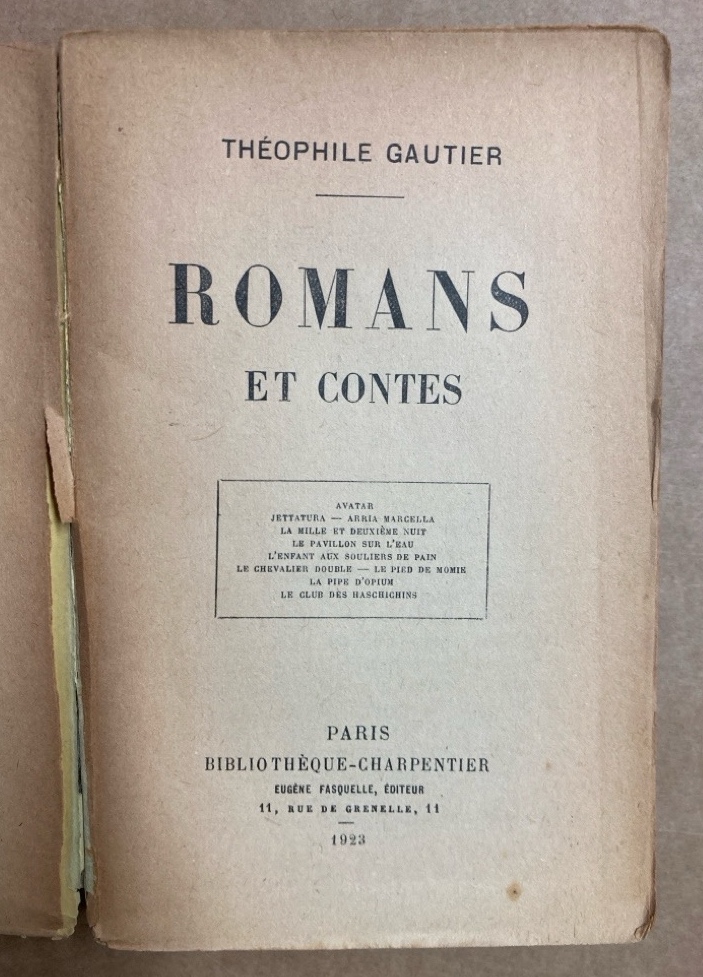 THÉOPHILE GAUTIER
ROMANS
ET CONTES
AVATAR
JETTATURA — ARRIA MARCELLA
LA MILLE ET DEUXIÈME NUIT
LE PAVILLON SUR L'EAU
L'ENFANT AUX SOULIERS DE PAIN
LE CHEVALIER DOUBLE — LE PIED DE MOMIE
LA PIPE D'OPIUM
LE CLUB DES HASCHICHINS
PARIS
BIBLIOTHÈQUE-CHARPENTIER
EUGÈNE FASQUELLE, ÉDITEUR
11, RUE DE GRENELLE, 11
1923